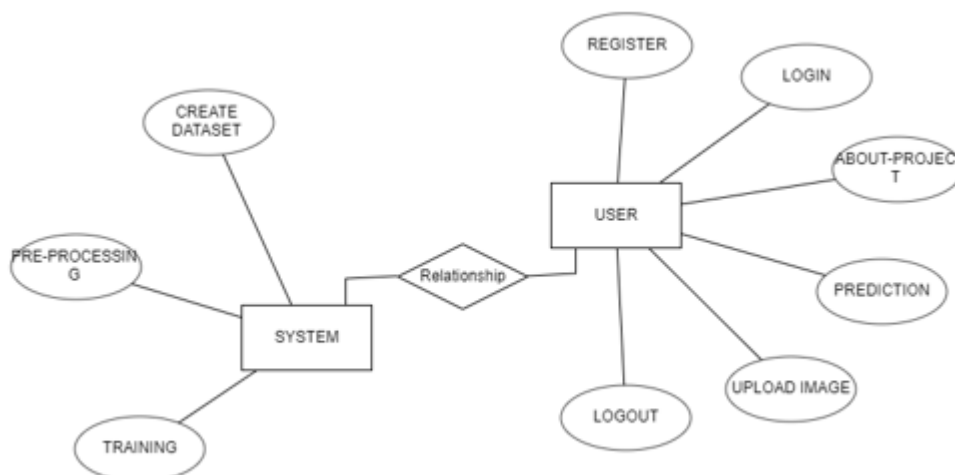 REGISTER
LOGIN
CREATE
DATASET
ABOUT-PROJEC
T
USER
PRE-PROCESSIN
G
Relationship
PREDICTION
SYSTEM
UPLOAD IMAGE
LOGOUT
TRAINING